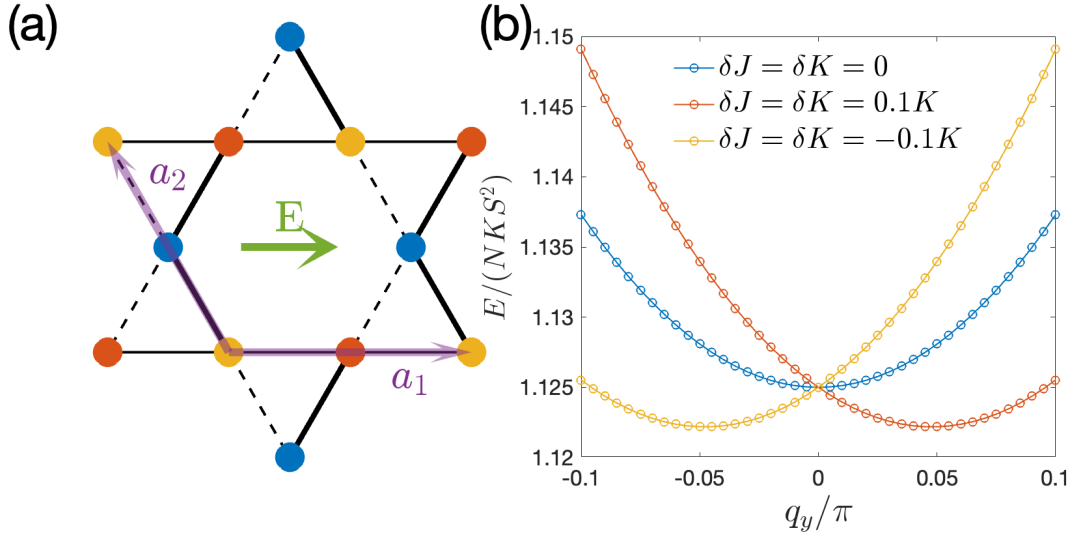 (a)
a₂
E
a₁
(b)
δJ = δK = 0
δJ = δK = 0.1K
δJ = δK = −0.1K
E/(NKS²)
1.15
1.145
1.14
1.135
1.13
1.125
1.12
-0.1
-0.05
0
0.05
0.1
q_y/π